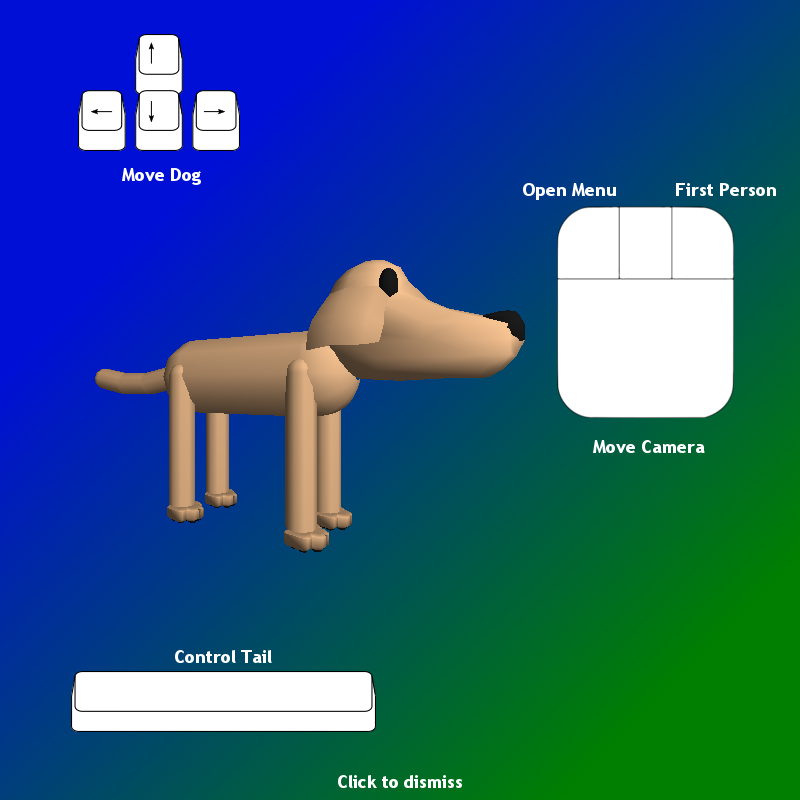 Move Dog
Open Menu
First Person
Move Camera
Control Tail
Click to dismiss